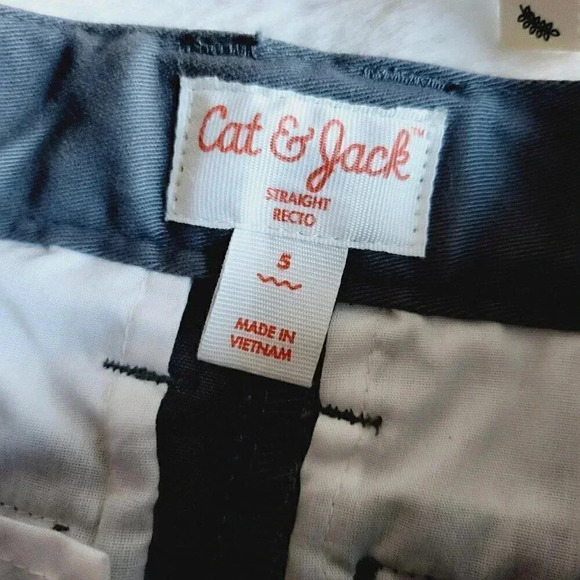 Cat & Jack™
STRAIGHT
RECTO
5
MADE IN
VIETNAM